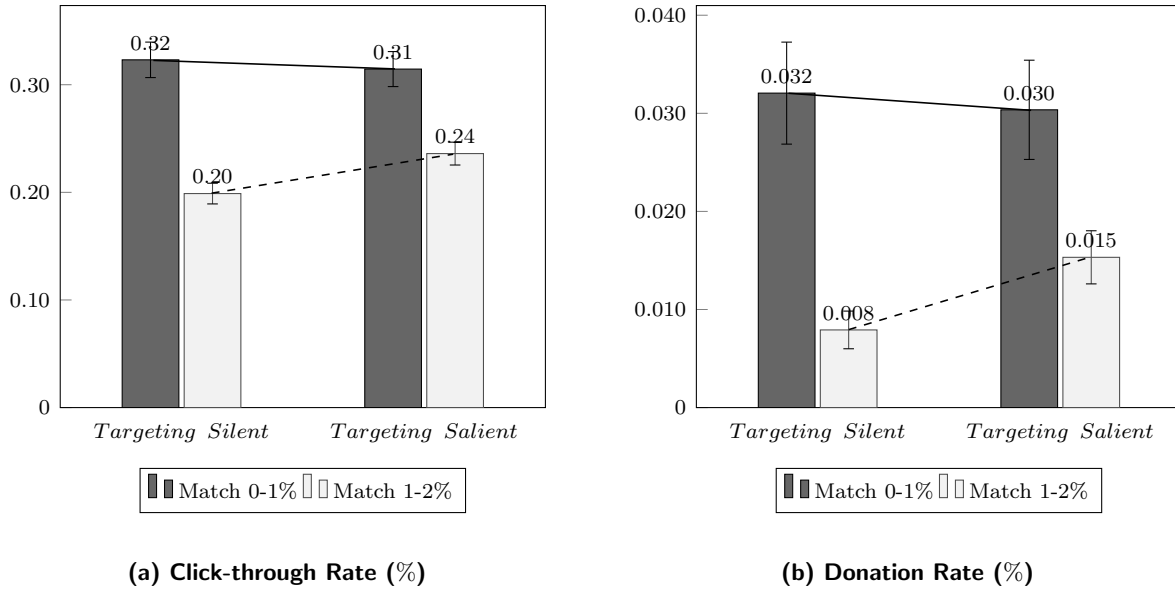 0.30
0.20
0.10
0
0.32
0.31
0.20
0.24
Targeting Silent
Targeting Salient
Match 0-1% Match 1-2%
(a) Click-through Rate (%)
0.040
0.030
0.020
0.010
0
0.032
0.030
0.008
0.015
Targeting Silent
Targeting Salient
Match 0-1% Match 1-2%
(b) Donation Rate (%)